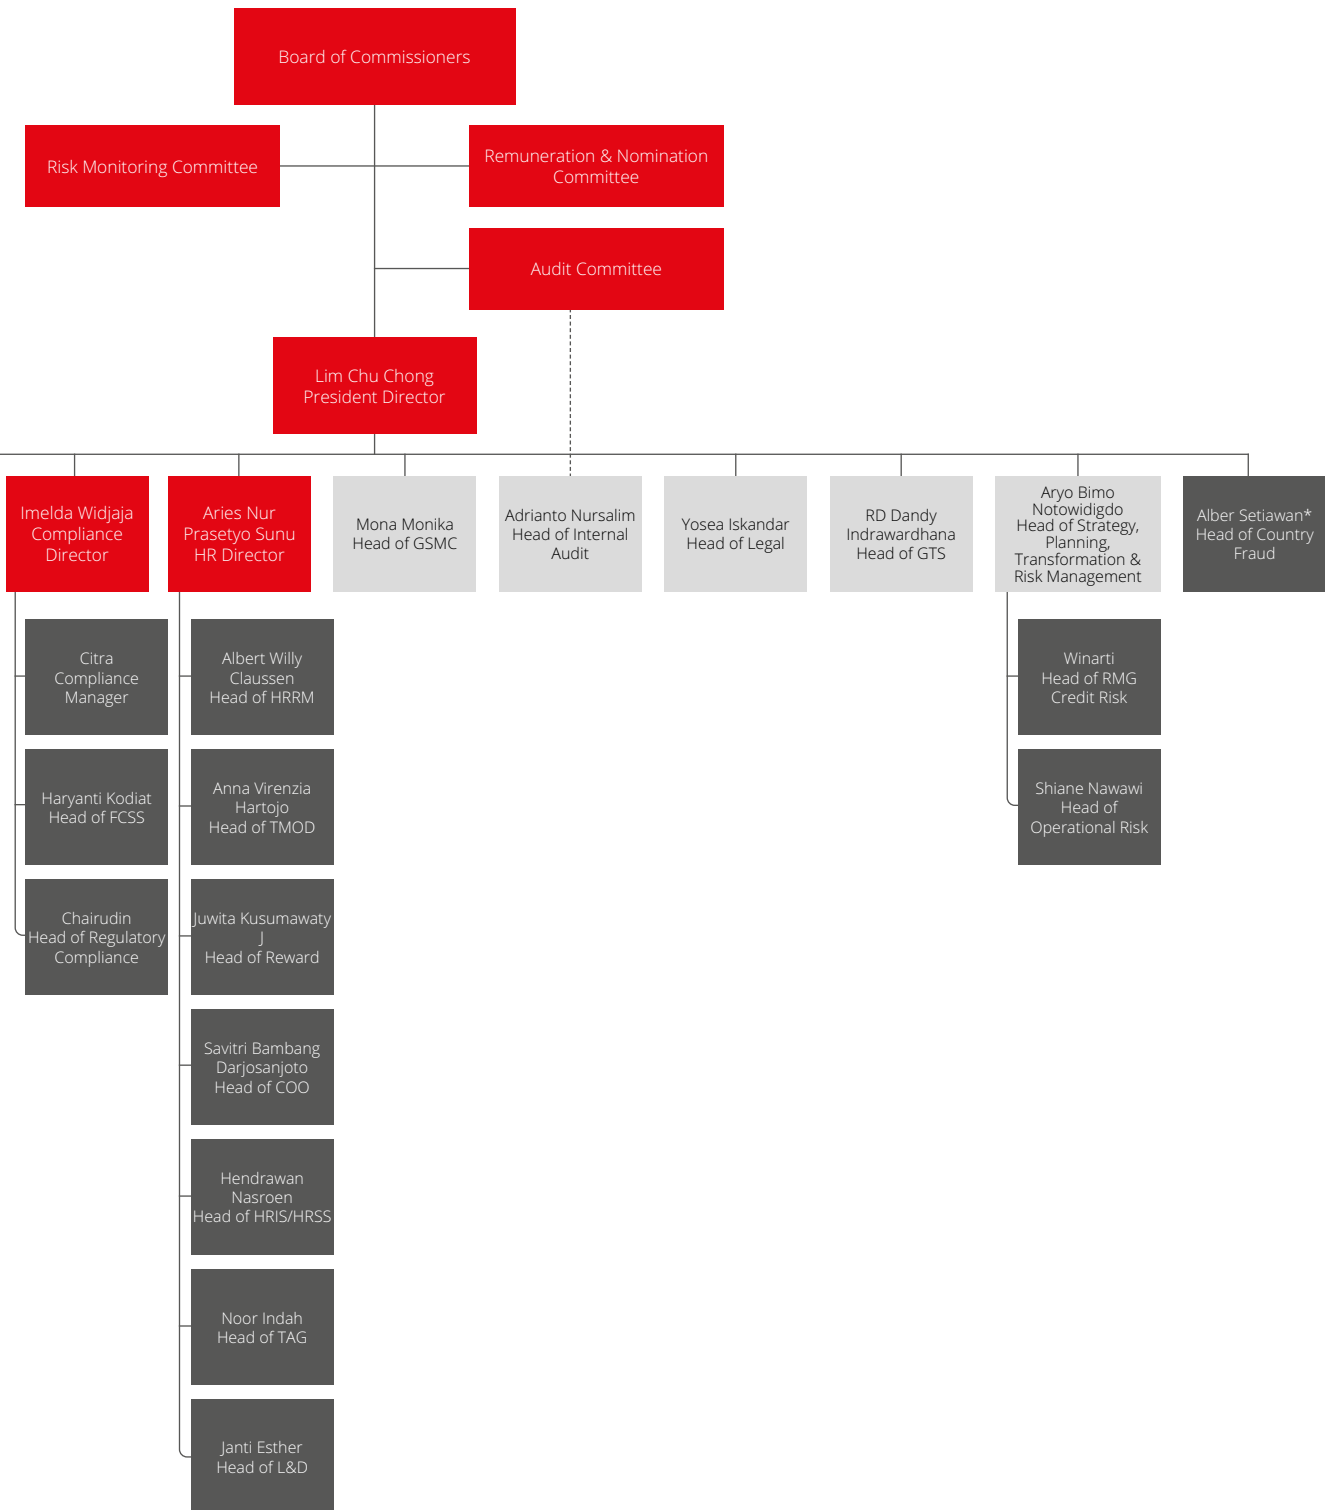 Board of Commissioners
Risk Monitoring Committee
Remuneration & Nomination
Committee
Audit Committee
Lim Chu Chong
President Director
Imelda Widjaja
Compliance
Director
Aries Nur
Prasetyo Sunu
HR Director
Mona Monika
Head of GSMC
Adrianto Nursalim
Head of Internal
Audit
Yosea Iskandar
Head of Legal
RD Dandy
Indrawardhana
Head of GTS
Aryo Bimo
Notowidigdo
Head of Strategy,
Planning,
Transformation &
Risk Management
Alber Setiawan*
Head of Country
Fraud
Citra
Compliance
Manager
Haryanti Kodiat
Head of FCSS
Chairudin
Head of Regulatory
Compliance
Albert Willy
Claussen
Head of HRRM
Anna Virenzia
Hartojo
Head of TMOD
Juwita Kusumawaty
J
Head of Reward
Savitri Bambang
Darjosanjoto
Head of COO
Hendrawan
Nasroen
Head of HRIS/HRSS
Noor Indah
Head of TAG
Janti Esther
Head of L&D
Winarti
Head of RMG
Credit Risk
Shiane Nawawi
Head of
Operational Risk